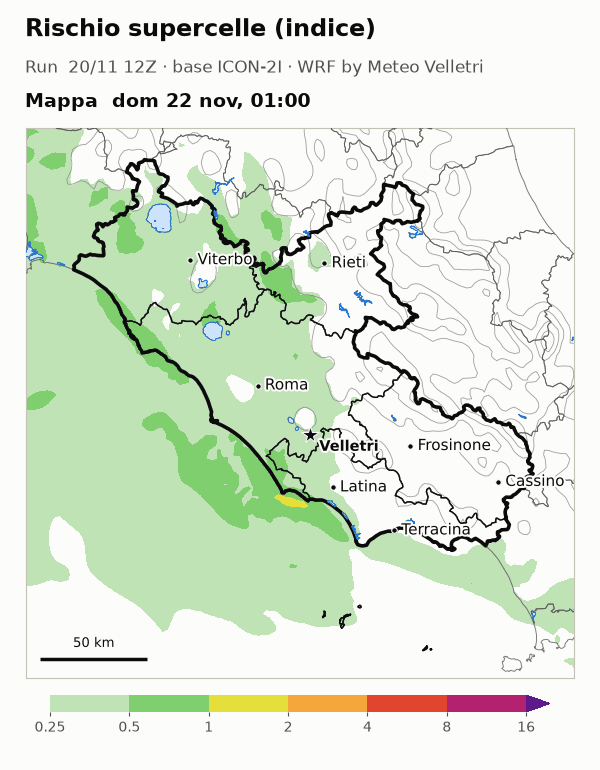 Rischio supercelle (indice)
Run 20/11 12Z · base ICON-2I · WRF by Meteo Velletri
Mappa dom 22 nov, 01:00
Viterbo
Rieti
Roma
Velletri
Frosinone
Latina
Cassino
Terracina
50 km
0.25 0.5 1 2 4 8 16